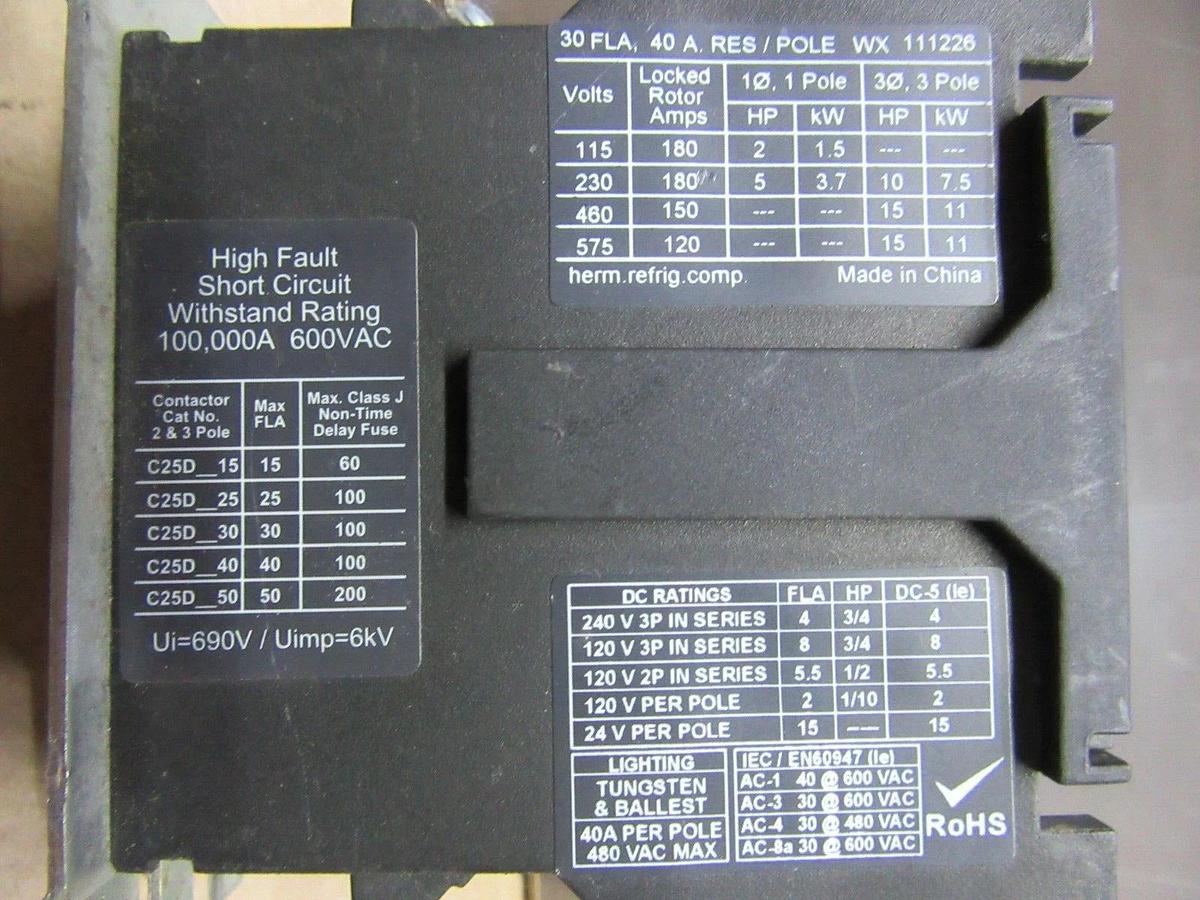 30 FLA, 40 A. RES / POLE WX 111226
Volts Locked Rotor Amps 1Ø, 1 Pole 3Ø, 3 Pole
HP kW HP kW
115 180 2 1.5 --- ---
230 180 5 3.7 10 7.5
460 150 --- --- 15 11
575 120 --- --- 15 11
herm.refrig.comp. Made in China
High Fault
Short Circuit
Withstand Rating
100,000A 600VAC
Contactor Cat No. 2 & 3 Pole Max FLA Max. Class J Non-Time Delay Fuse
C25D__15 15 60
C25D__25 25 100
C25D__30 30 100
C25D__40 40 100
C25D__50 50 200
Ui=690V / Uimp=6kV
DC RATINGS FLA HP DC-5 (Ie)
240 V 3P IN SERIES 4 3/4 4
120 V 3P IN SERIES 8 3/4 8
120 V 2P IN SERIES 5.5 1/2 5.5
120 V PER POLE 2 1/10 2
24 V PER POLE 15 --- 15
LIGHTING
TUNGSTEN
& BALLEST
40A PER POLE
480 VAC MAX
IEC / EN60947 (Ie)
AC-1 40 @ 600 VAC
AC-3 30 @ 600 VAC
AC-4 30 @ 480 VAC
AC-8a 30 @ 600 VAC
RoHS